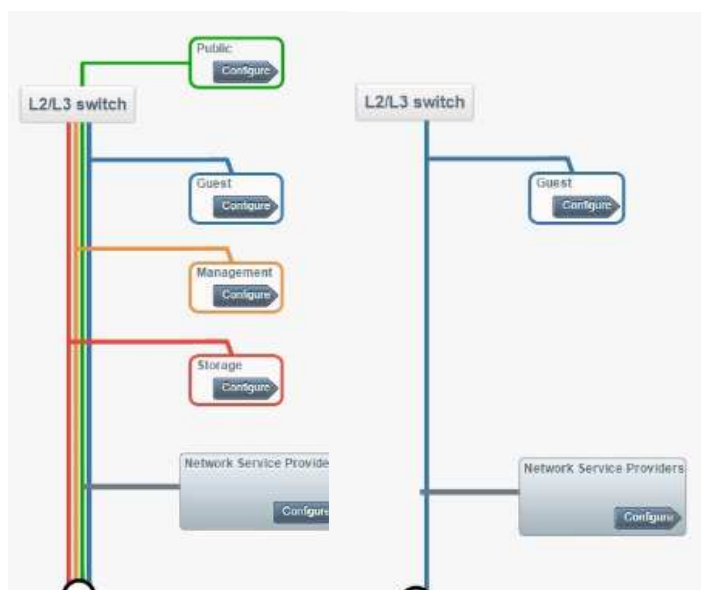 Public
Configure
L2/L3 switch
Guest
Configure
Management
Configure
Storage
Configure
Network Service Provide
Configure
L2/L3 switch
Guest
Configure
Network Service Providers
Configure